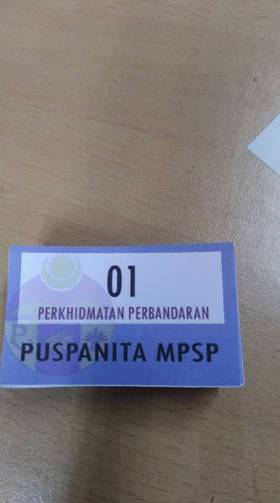 01
PERKHIDMATAN PERBANDARAN
PUSPANITA MPSP